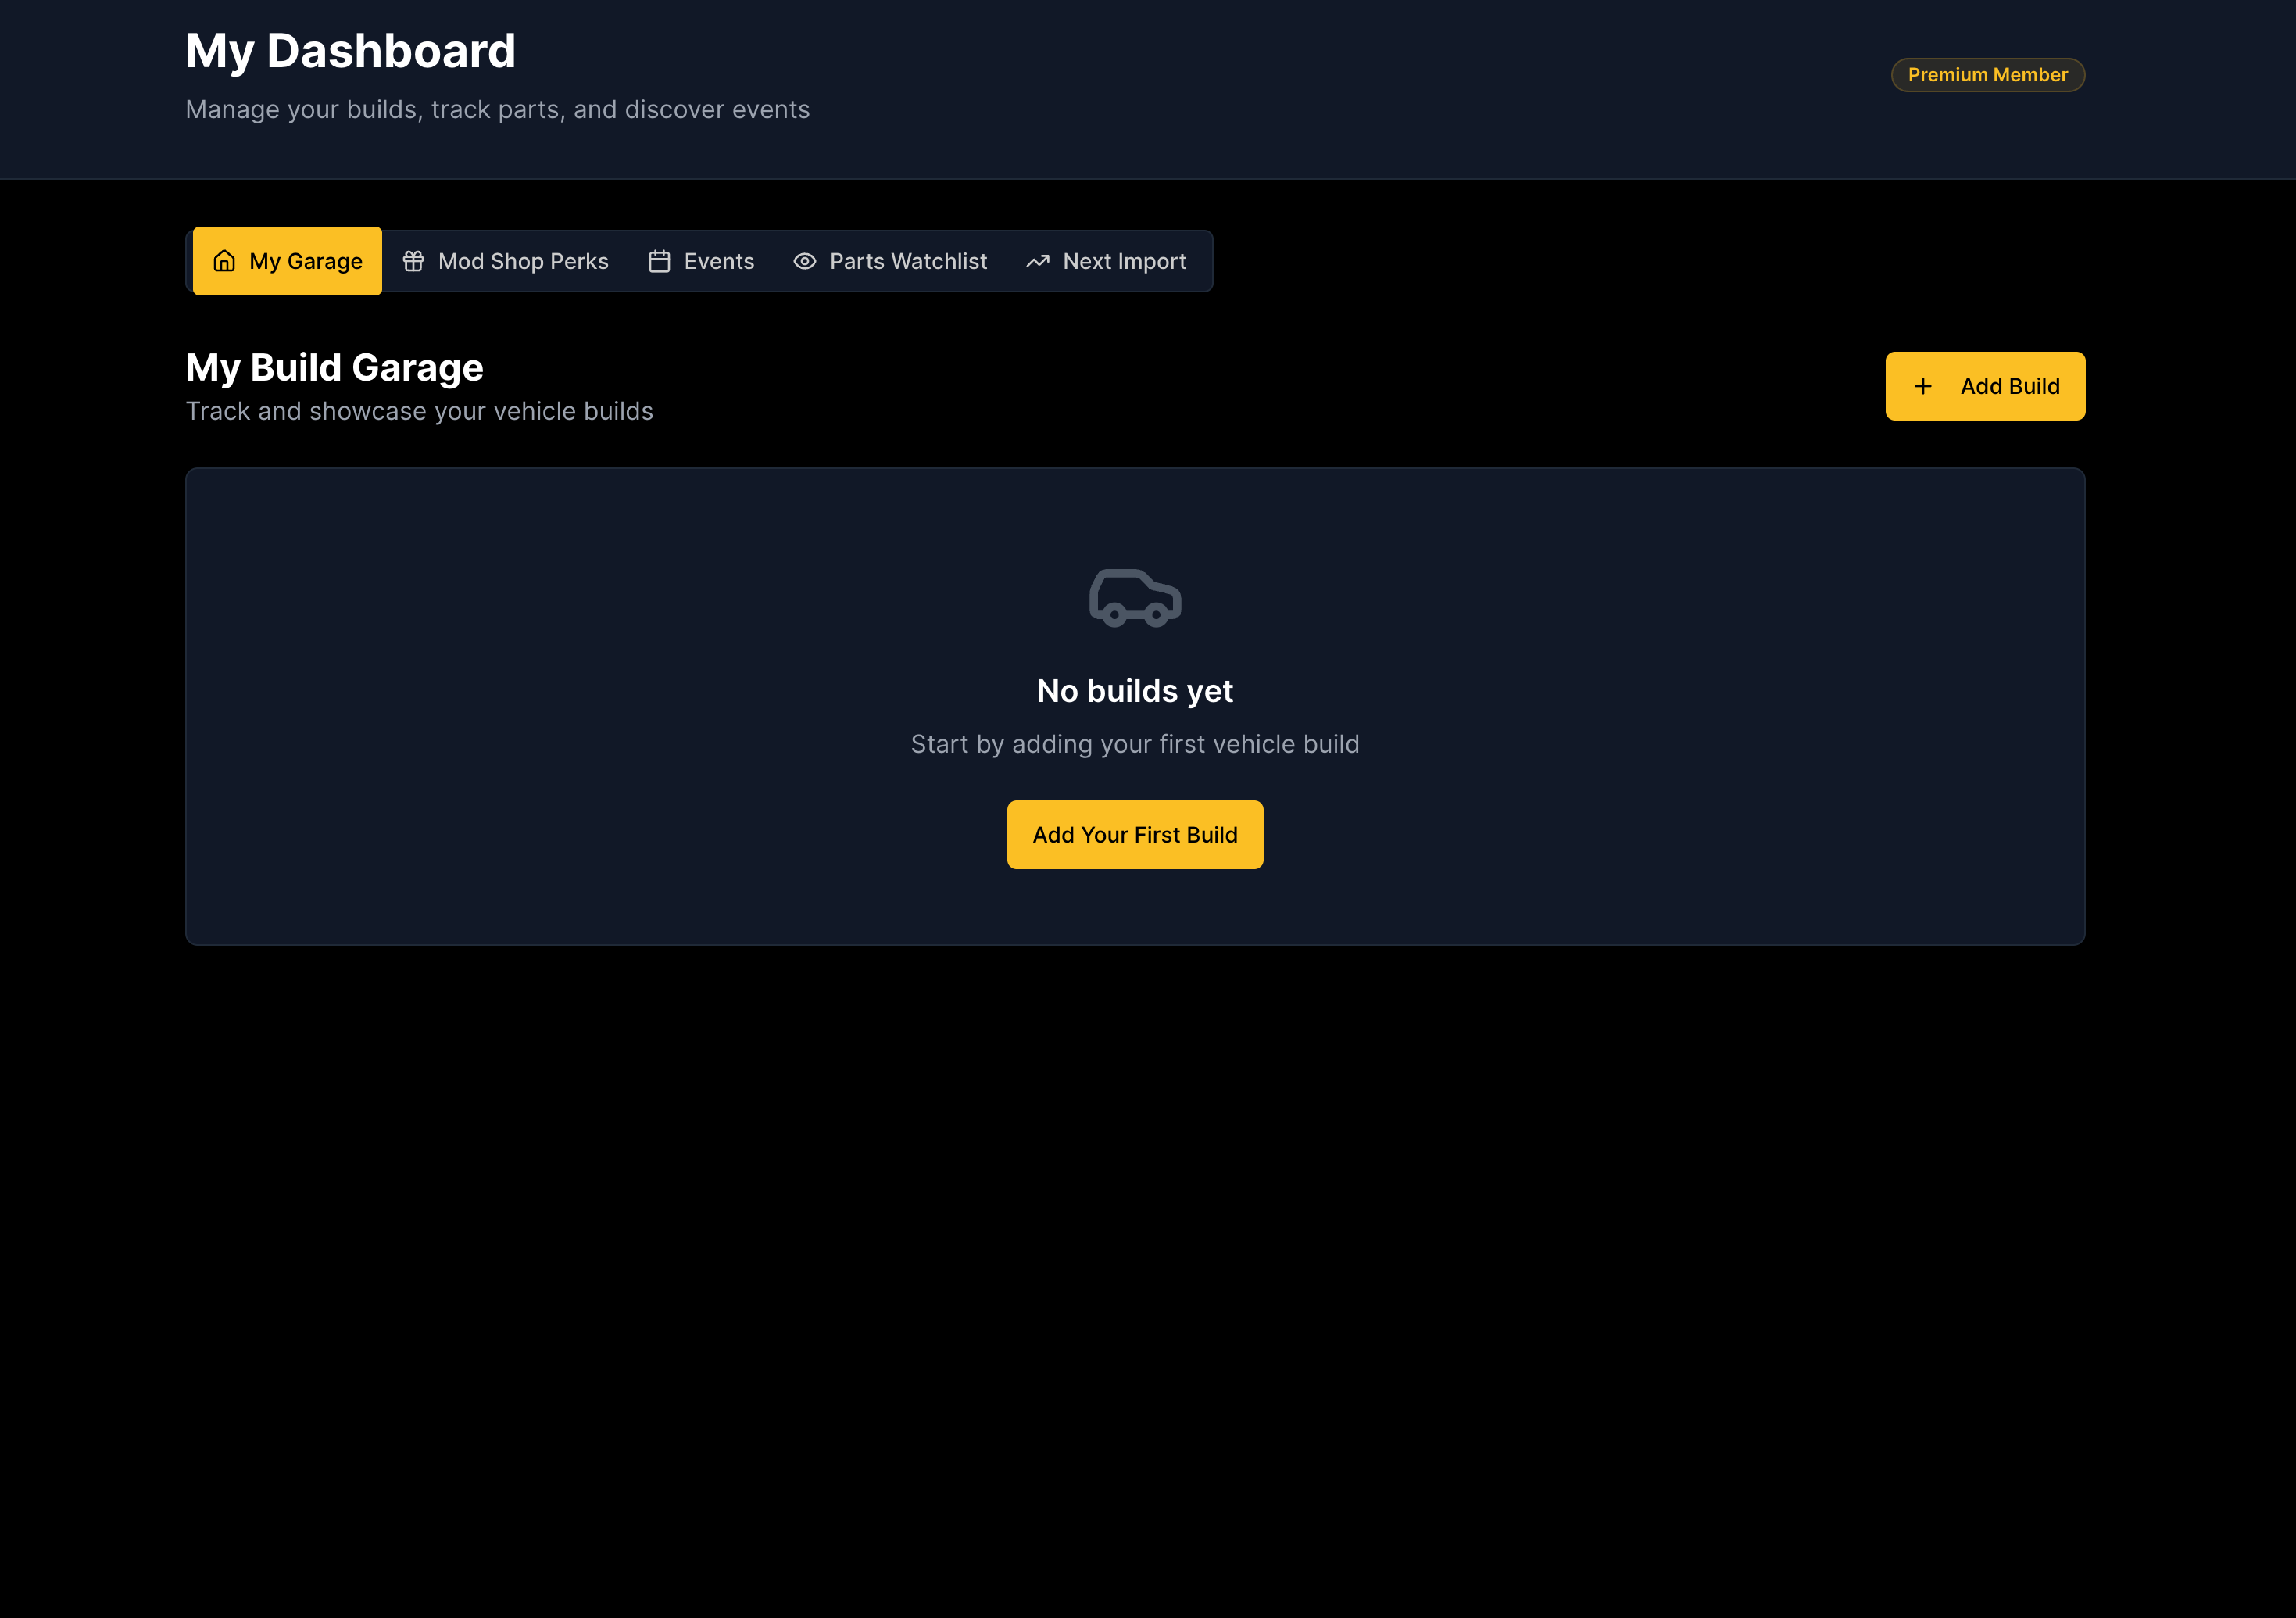 My Dashboard
Manage your builds, track parts, and discover events
Premium Member
My Garage
Mod Shop Perks
Events
Parts Watchlist
Next Import
My Build Garage
Track and showcase your vehicle builds
Add Build
No builds yet
Start by adding your first vehicle build
Add Your First Build